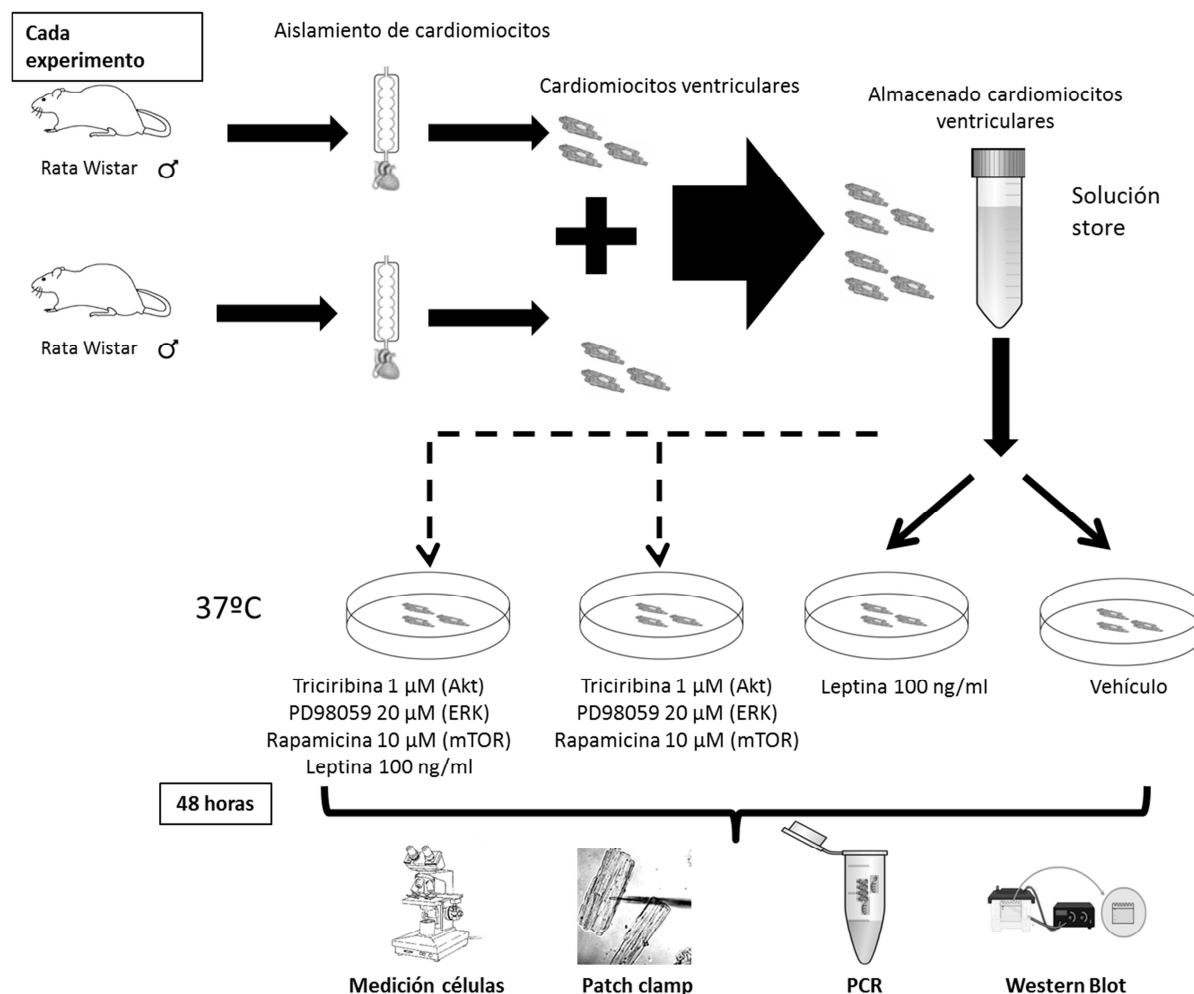 Cada
experimento
Aislamiento de cardiomiocitos
Cardiomiocitos ventriculares
Almacenado cardiomiocitos
ventriculares
Rata Wistar ♂
Solución
store
Rata Wistar ♂
37ºC
Triciribina 1 µM (Akt)
PD98059 20 µM (ERK)
Rapamicina 10 µM (mTOR)
Leptina 100 ng/ml
Triciribina 1 µM (Akt)
PD98059 20 µM (ERK)
Rapamicina 10 µM (mTOR)
Leptina 100 ng/ml
Vehículo
48 horas
Medición células
Patch clamp
PCR
Western Blot